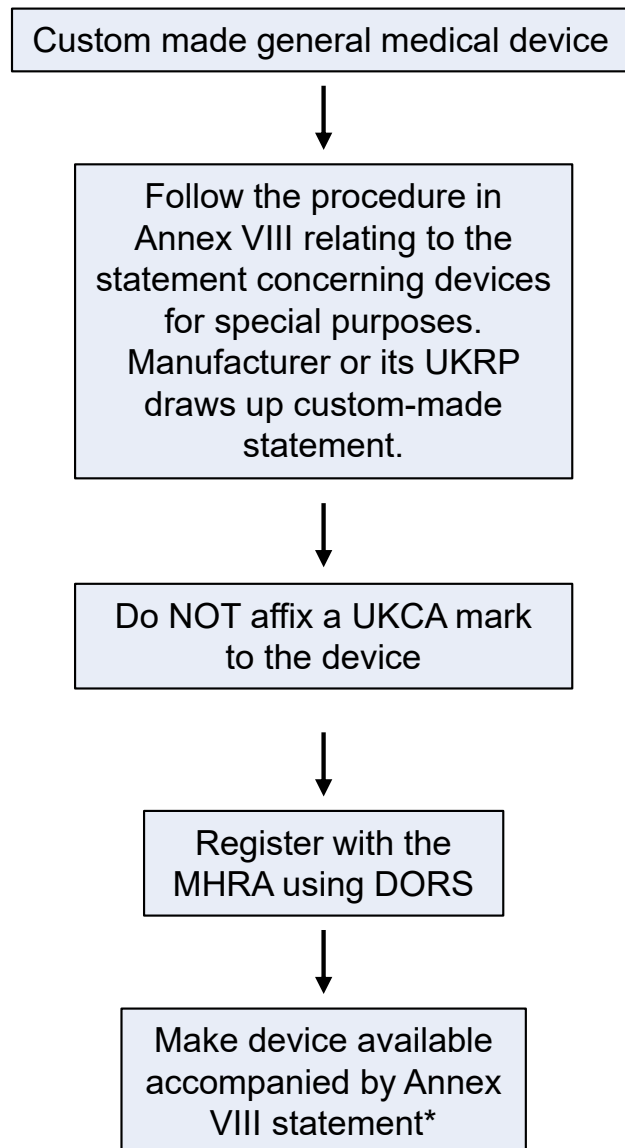 Custom made general medical device
Follow the procedure in
Annex VIII relating to the
statement concerning devices
for special purposes.
Manufacturer or its UKRP
draws up custom-made
statement.
Do NOT affix a UKCA mark
to the device
Register with the
MHRA using DORS
Make device available
accompanied by Annex
VIII statement*